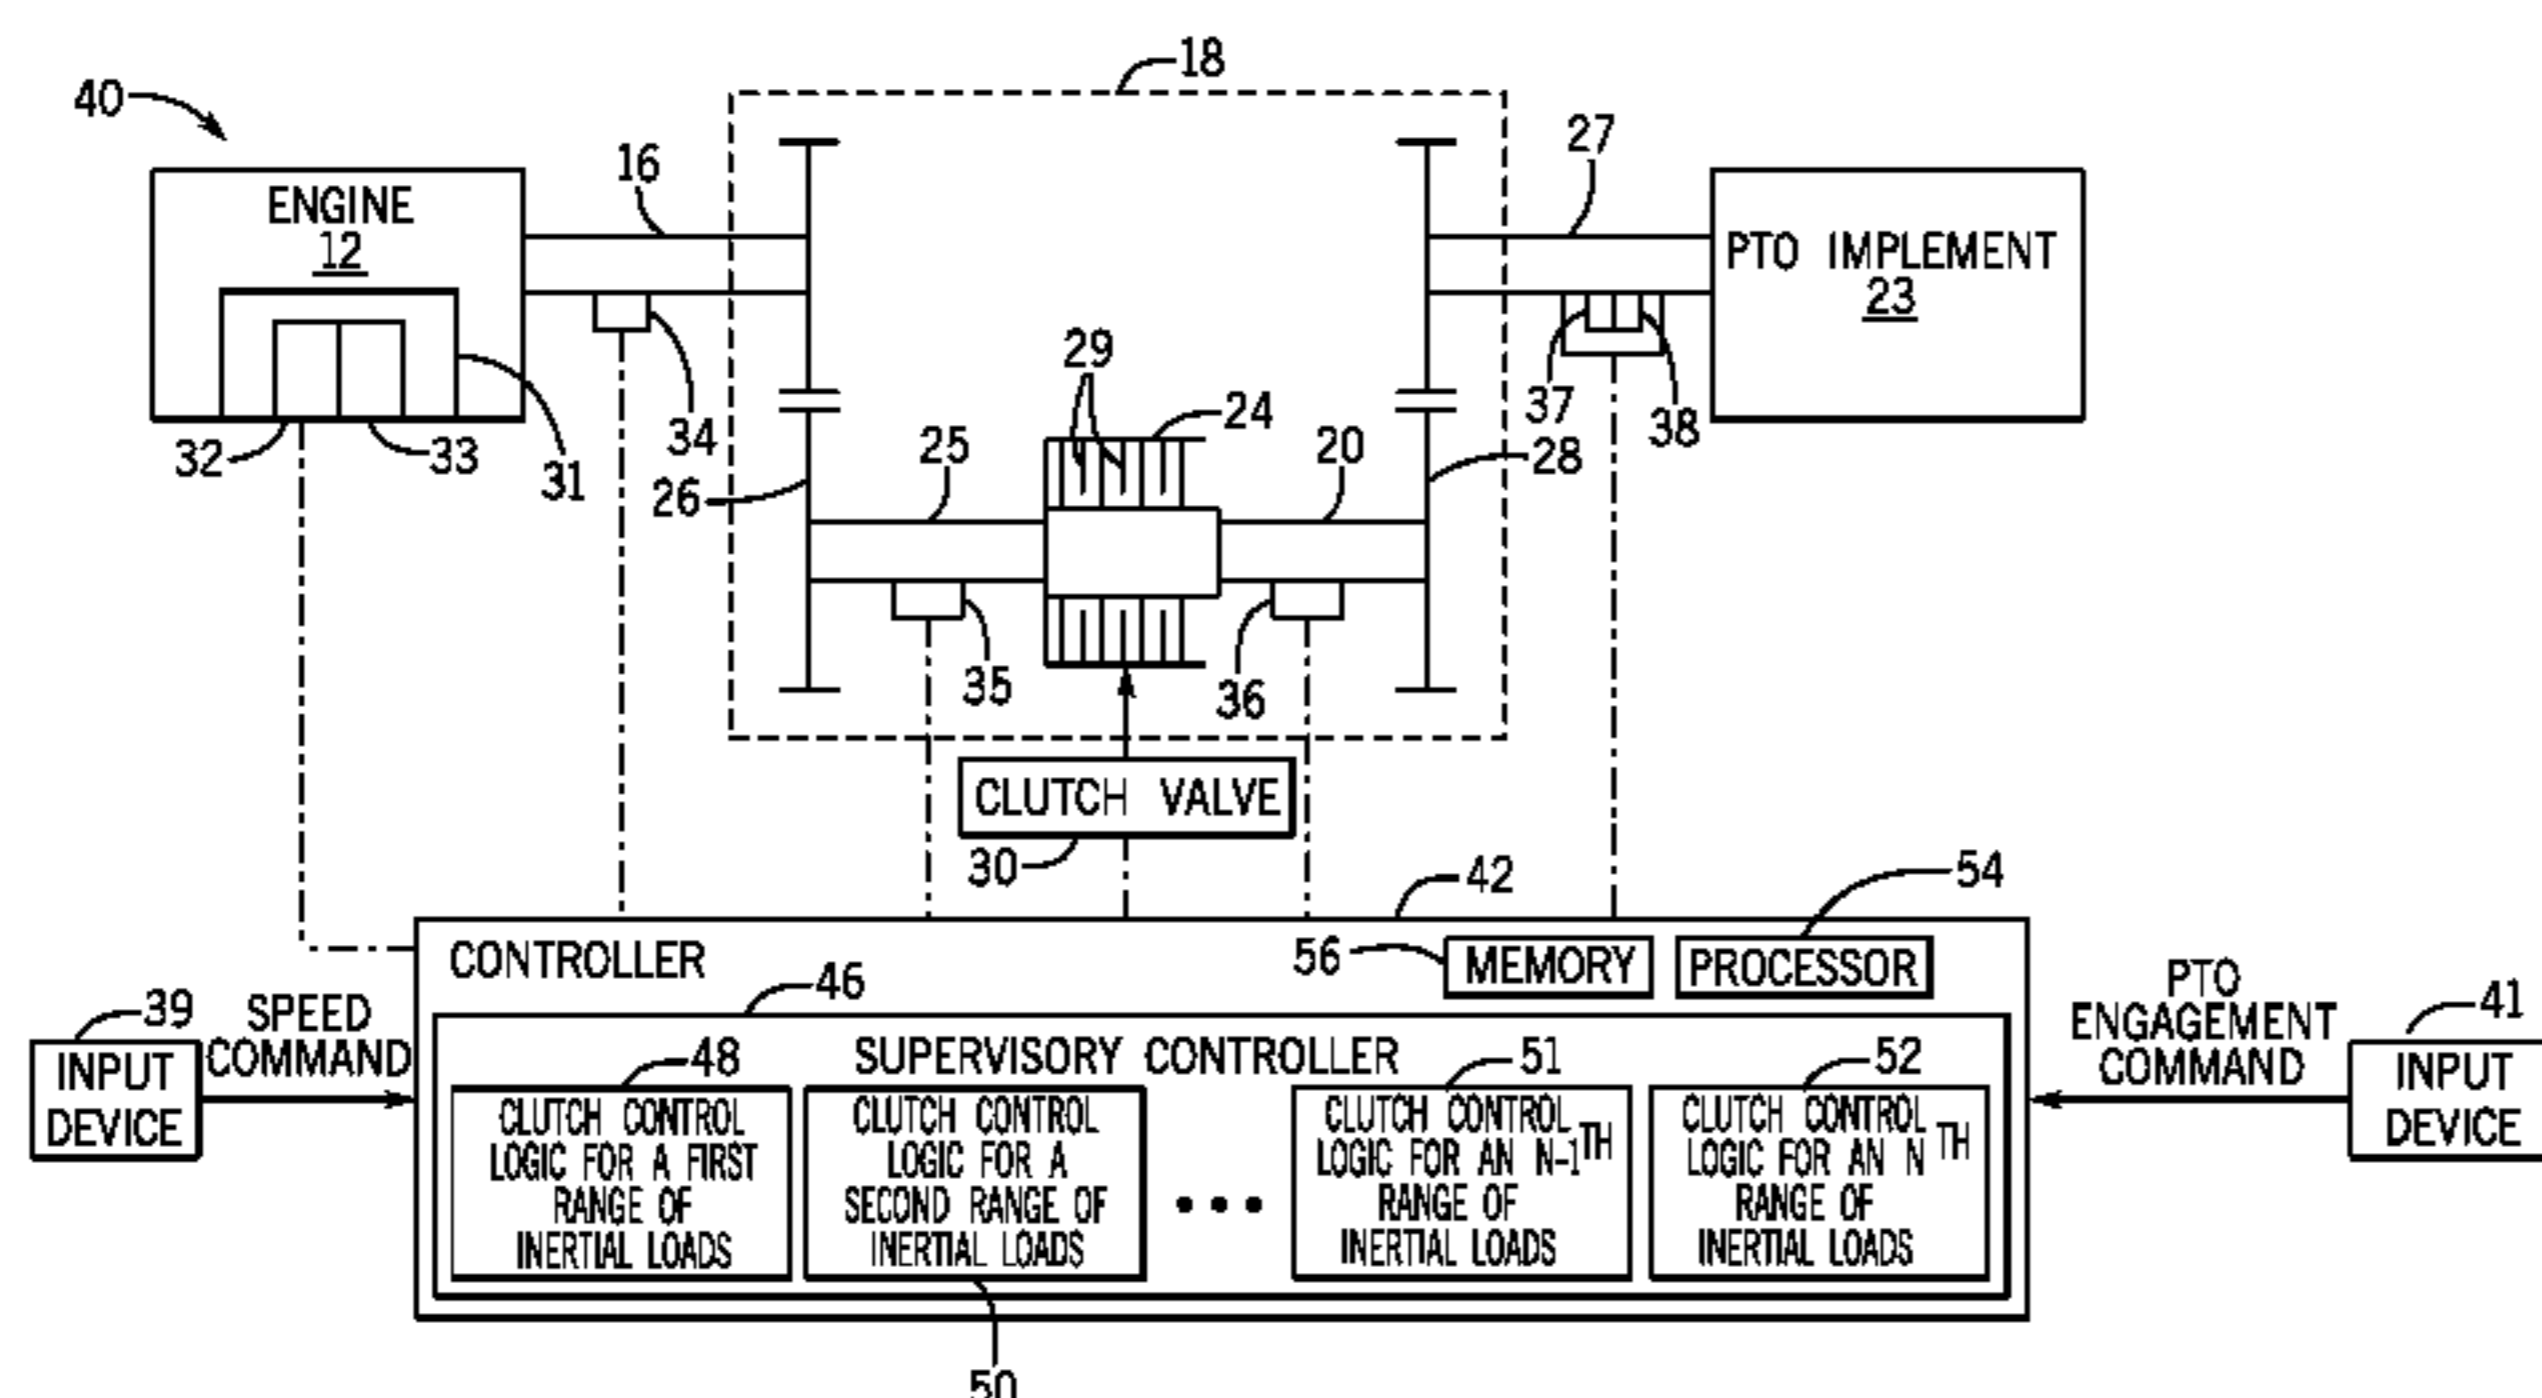 18
40
27
16
ENGINE
12
PTO IMPLEMENT
23
29
37
38
24
34
25
20
32
33
31
26
28
35
36
CLUTCH VALVE
30
42
54
CONTROLLER
56
MEMORY
PROCESSOR
46
39
SPEED
COMMAND
INPUT
DEVICE
PTO
ENGAGEMENT
COMMAND
41
INPUT
DEVICE
SUPERVISORY CONTROLLER
48
CLUTCH CONTROL
LOGIC FOR A FIRST
RANGE OF
INERTIAL LOADS
CLUTCH CONTROL
LOGIC FOR A
SECOND RANGE OF
INERTIAL LOADS
50
• • •
51
CLUTCH CONTROL
LOGIC FOR AN N-1TH
RANGE OF
INERTIAL LOADS
52
CLUTCH CONTROL
LOGIC FOR AN N TH
RANGE OF
INERTIAL LOADS